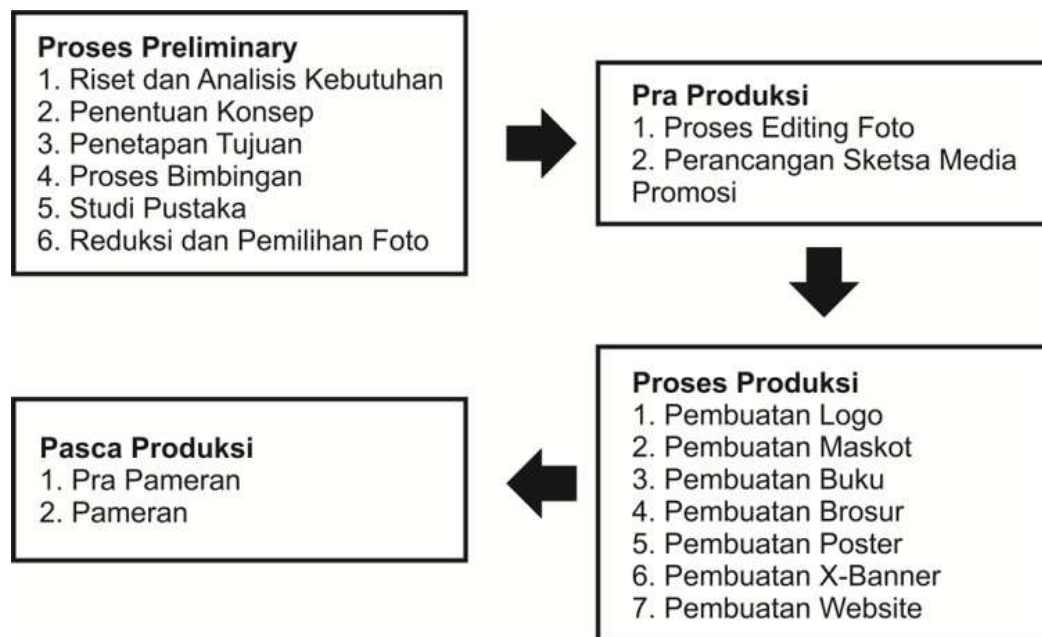 Proses Preliminary
1. Riset dan Analisis Kebutuhan
2. Penentuan Konsep
3. Penetapan Tujuan
4. Proses Bimbingan
5. Studi Pustaka
6. Reduksi dan Pemilihan Foto
Pra Produksi
1. Proses Editing Foto
2. Perancangan Sketsa Media
Promosi
Proses Produksi
1. Pembuatan Logo
2. Pembuatan Maskot
3. Pembuatan Buku
4. Pembuatan Brosur
5. Pembuatan Poster
6. Pembuatan X-Banner
7. Pembuatan Website
Pasca Produksi
1. Pra Pameran
2. Pameran